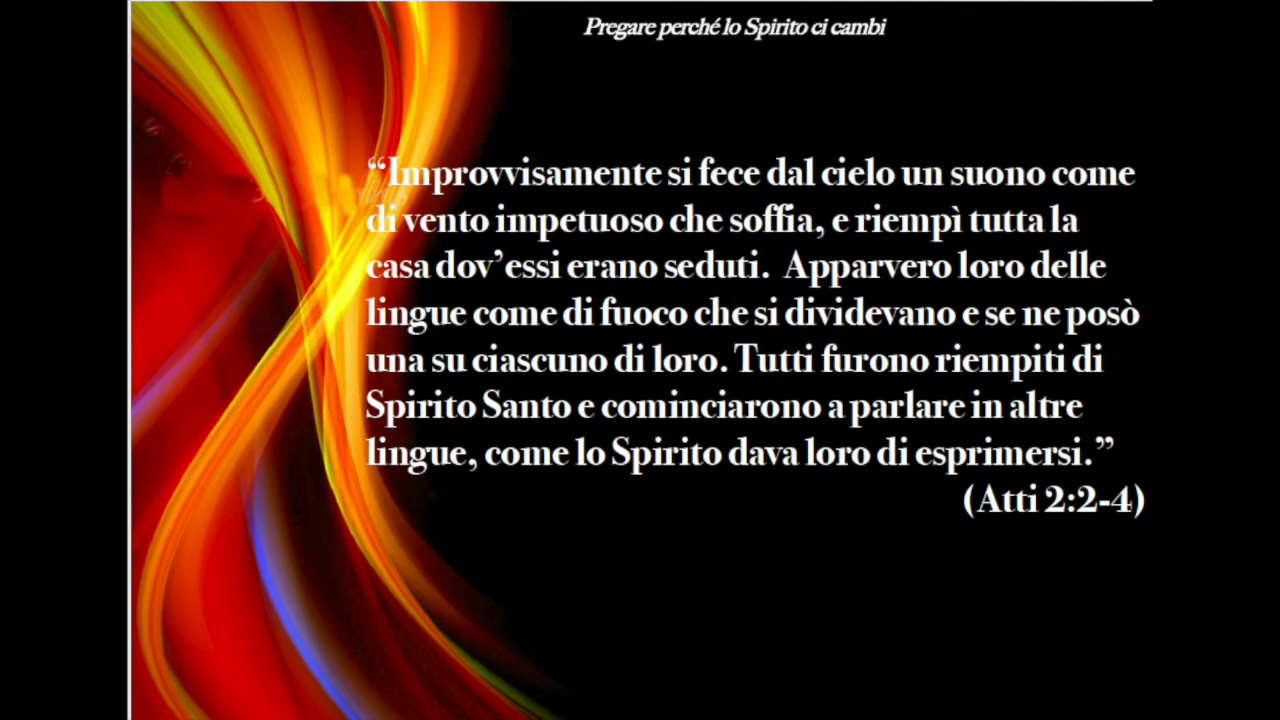 Pregare perché lo Spirito ci cambi
“Improvvisamente si fece dal cielo un suono come
di vento impetuoso che soffia, e riempì tutta la
casa dov’essi erano seduti.  Apparvero loro delle
lingue come di fuoco che si dividevano e se ne posò
una su ciascuno di loro. Tutti furono riempiti di
Spirito Santo e cominciarono a parlare in altre
lingue, come lo Spirito dava loro di esprimersi.”
(Atti 2:2-4)